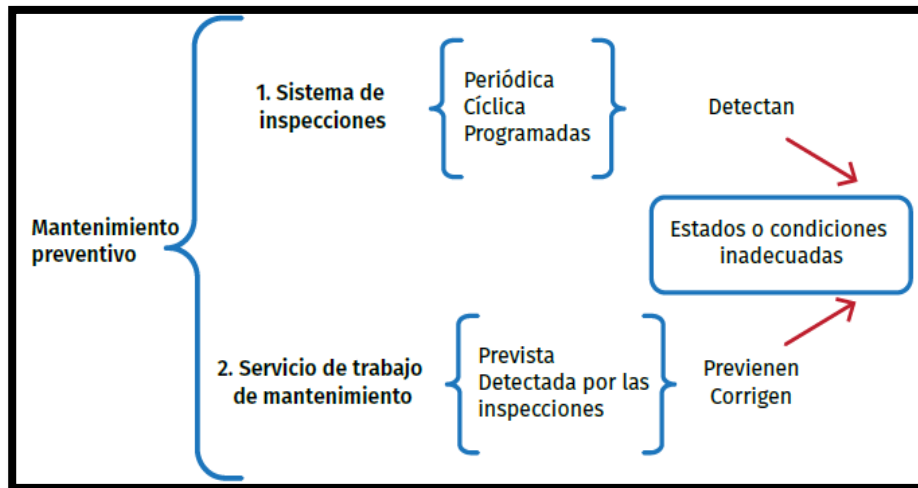 Mantenimiento
preventivo
1. Sistema de
inspecciones
Periódica
Cíclica
Programadas
Detectan
Estados o condiciones
inadecuadas
2. Servicio de trabajo
de mantenimiento
Prevista
Detectada por las
inspecciones
Previenen
Corrigen